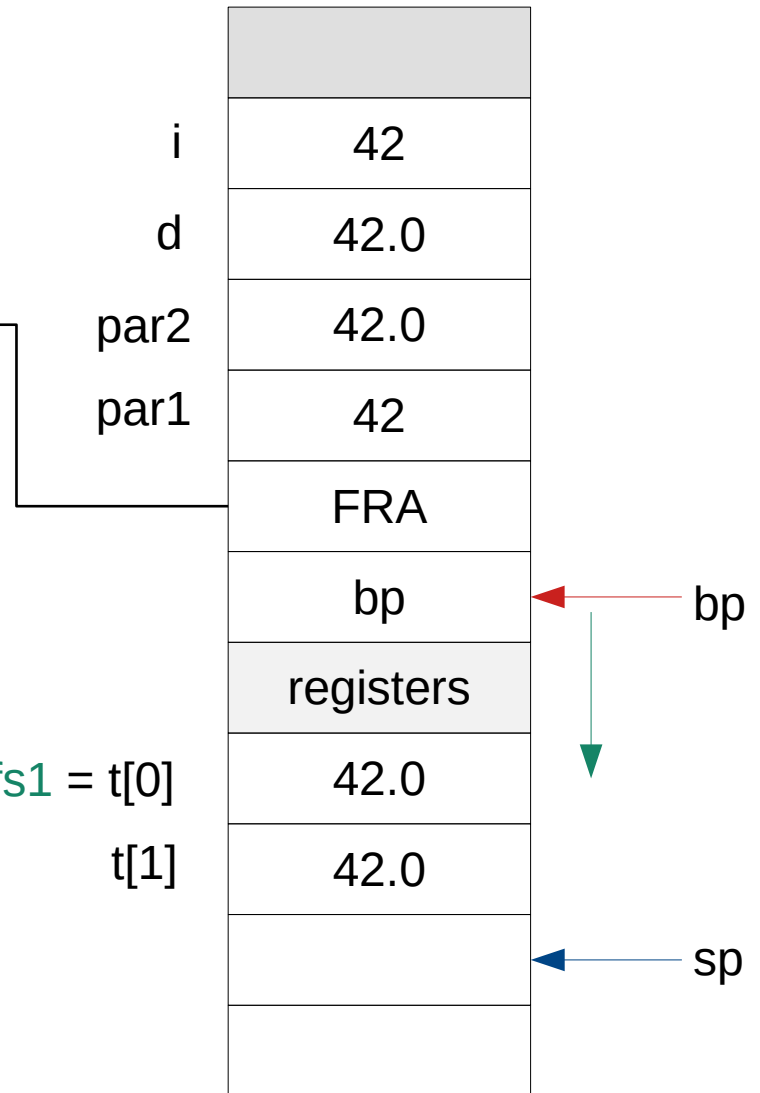 i 42
d 42.0
par2 42.0
par1 42
FRA
bp bp
registers
fs1 = t[0] 42.0
t[1] 42.0
sp